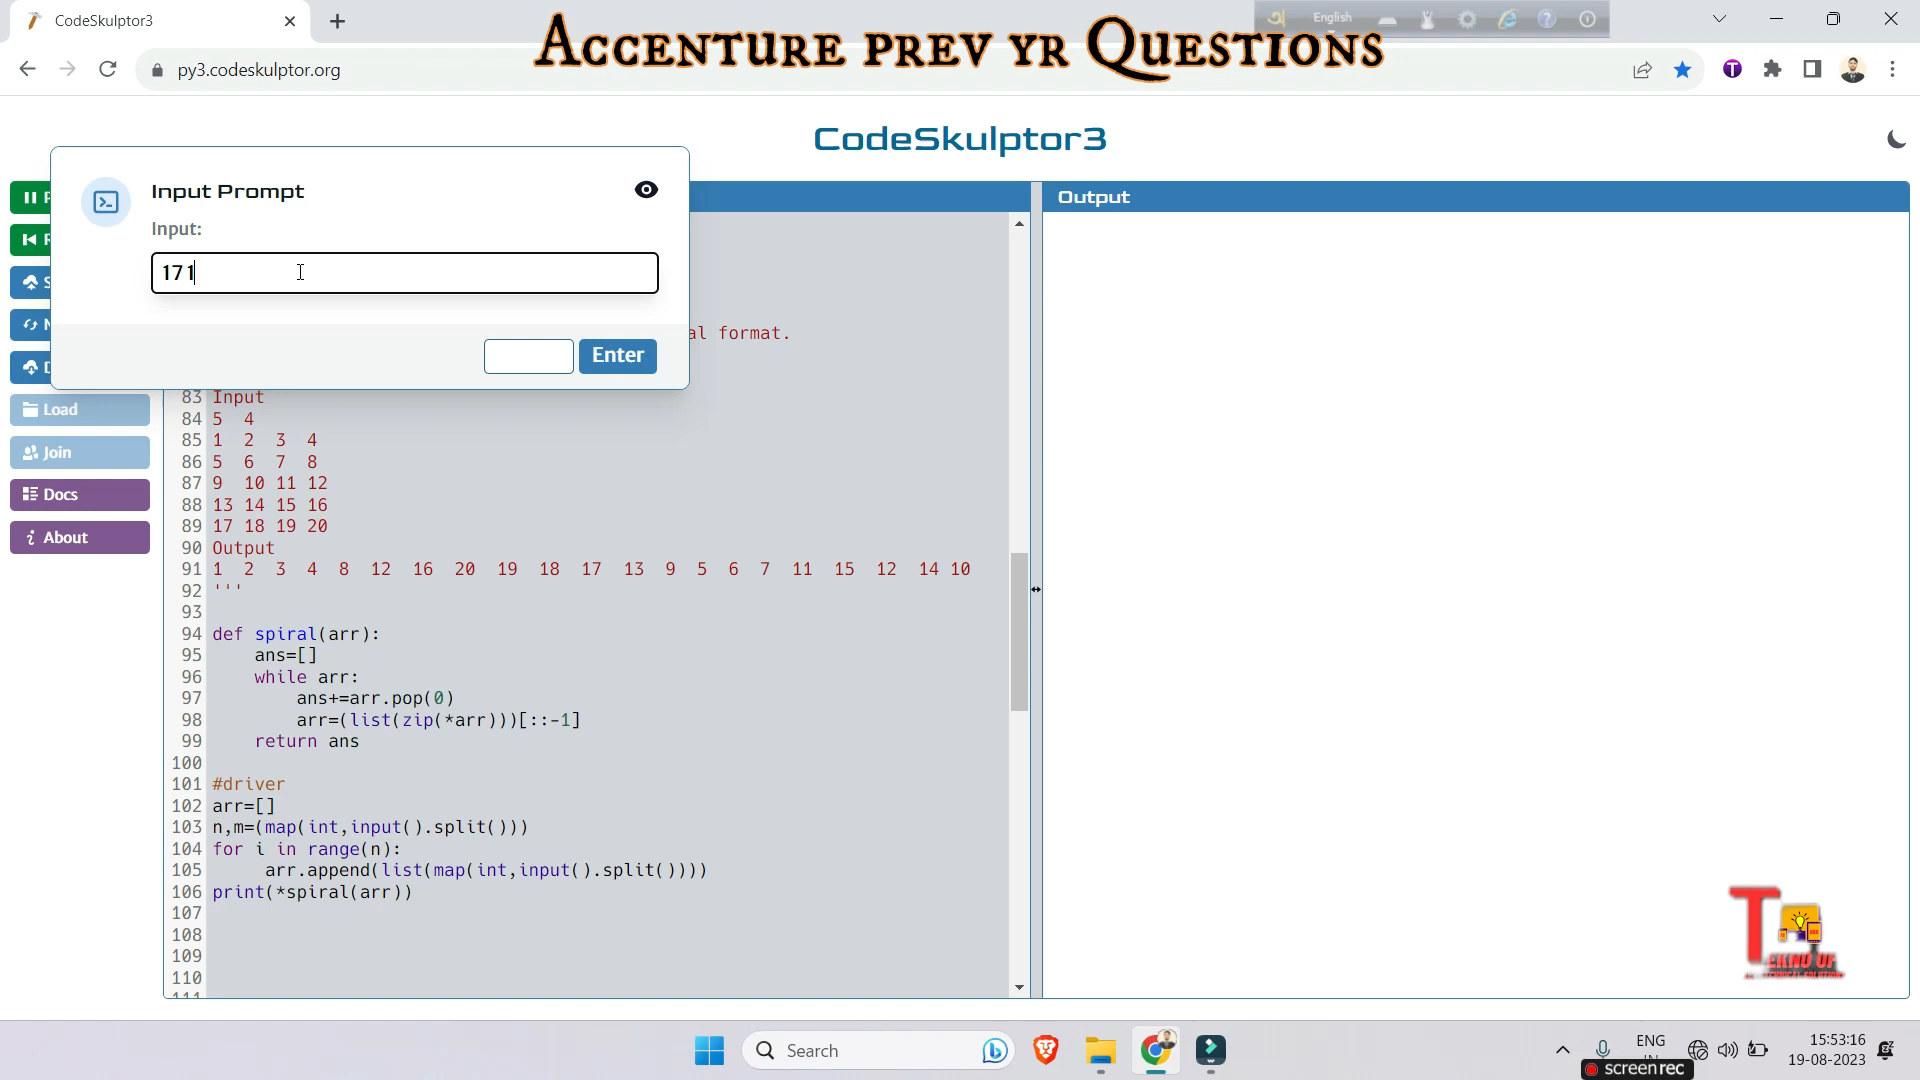 CodeSkulptor3
English
ACCENTURE PREV YR QUESTIONS
py3.codeskulptor.org
CodeSkulptor3
Input Prompt
Input:
171
Enter
Output
al format.
Load
Join
Docs
About
83 Input
84 5 4
85 1 2 3 4
86 5 6 7 8
87 9 10 11 12
88 13 14 15 16
89 17 18 19 20
90 Output
91 1 2 3 4 8 12 16 20 19 18 17 13 9 5 6 7 11 15 12 14 10
92 '''
93
94 def spiral(arr):
95 ans=[]
96 while arr:
97 ans+=arr.pop(0)
98 arr=(list(zip(*arr)))[::-1]
99 return ans
100
101 #driver
102 arr=[]
103 n,m=(map(int,input().split()))
104 for i in range(n):
105 arr.append(list(map(int,input().split())))
106 print(*spiral(arr))
107
108
109
110
111
Search
ENG
15:53:16
19-08-2023
screen rec